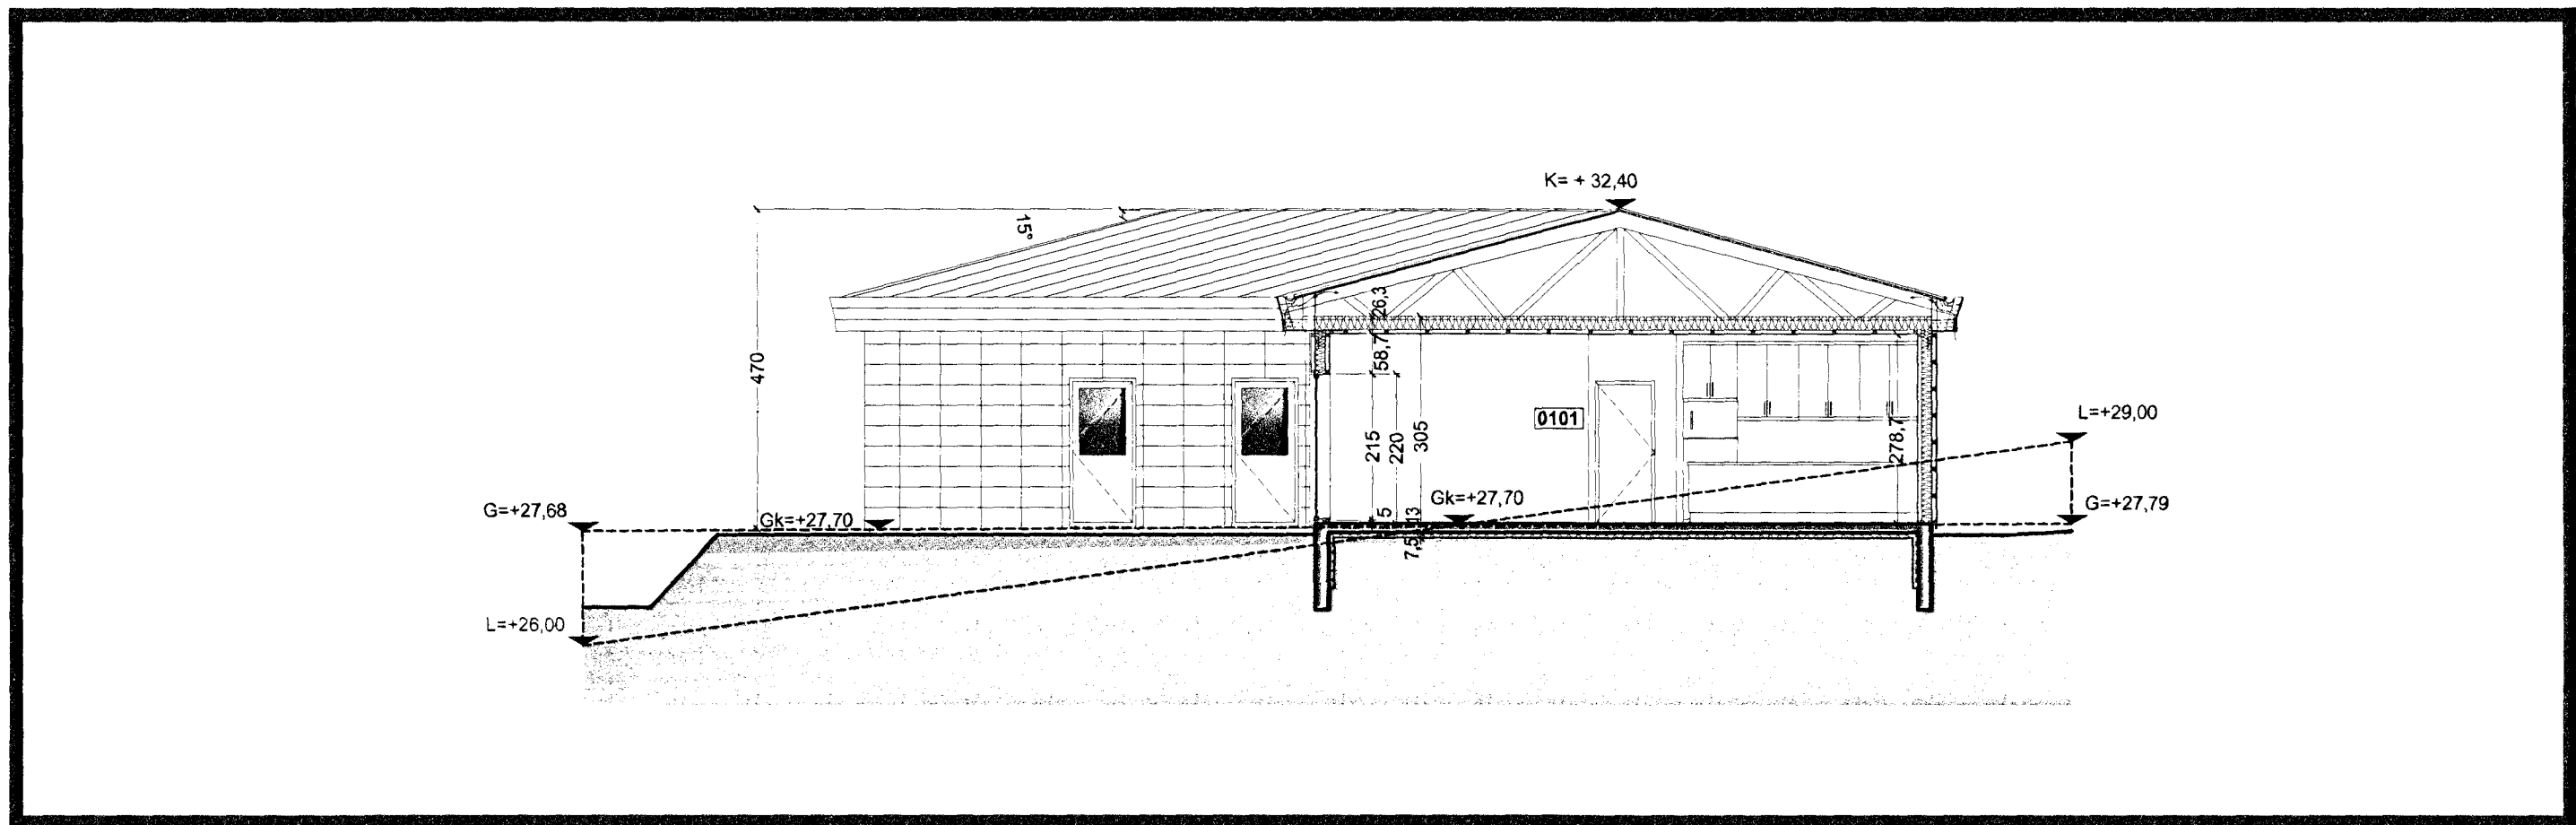 K= + 32,40
15°
26,3
58,7
470
0101
L=+29,00
215
220
305
278,7
G=+27,68
Gk=+27,70
5
13
Gk=+27,70
G=+27,79
7,5
L=+26,00